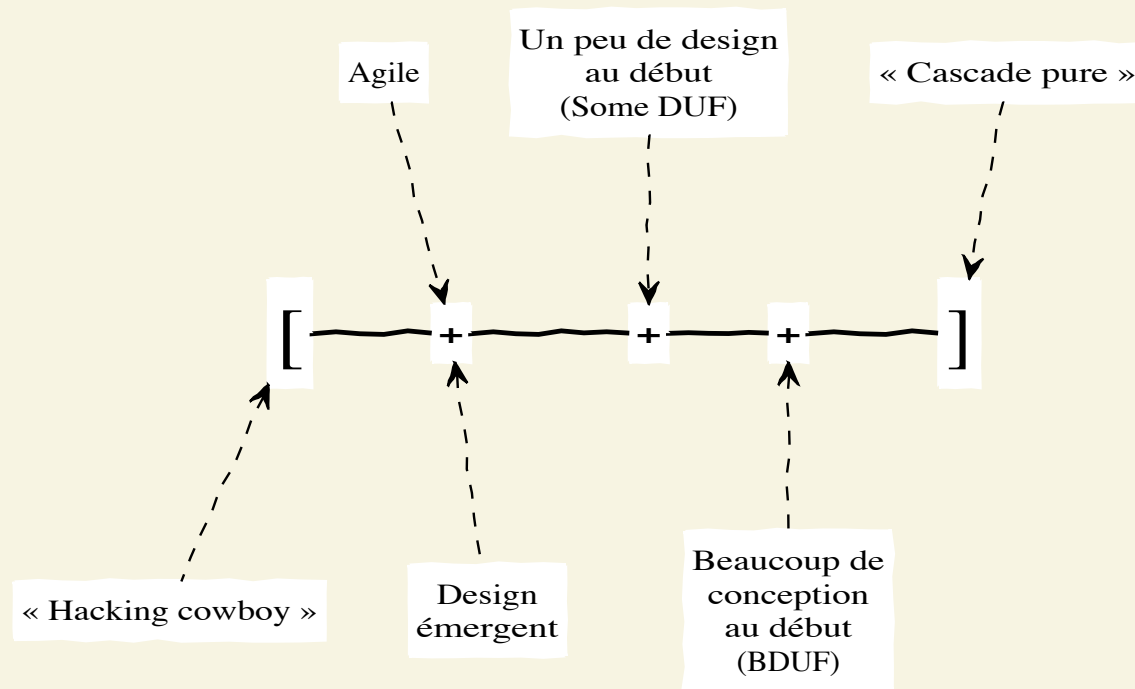 Agile
Un peu de design
au début
(Some DUF)
« Cascade pure »
[ + + + ]
« Hacking cowboy »
Design
émergent
Beaucoup de
conception
au début
(BDUF)